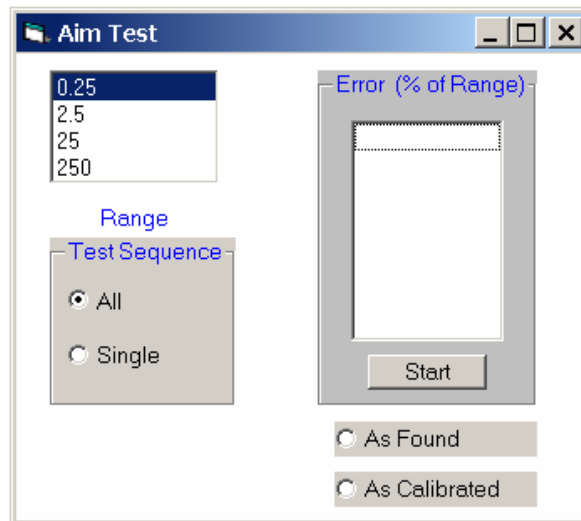 Aim Test
0.25
2.5
25
250
Range
Test Sequence
All
Single
Error (% of Range)
Start
As Found
As Calibrated